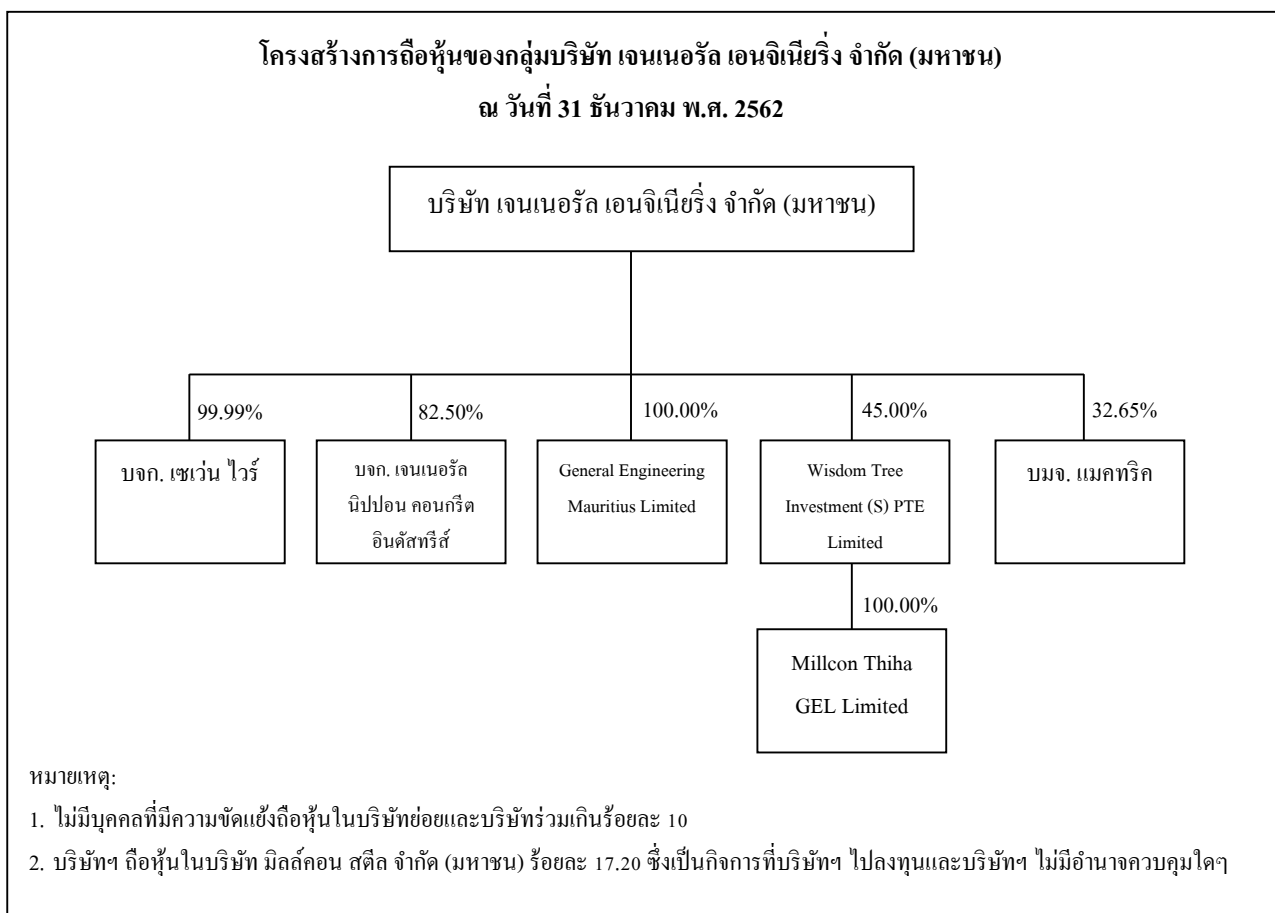 โครงสร้างการถือหุ้นของกลุ่มบริษัท เจนเนอรัล เอนจิเนียริ่ง จำกัด (มหาชน)
ณ วันที่ 31 ธันวาคม พ.ศ. 2562
บริษัท เจนเนอรัล เอนจิเนียริ่ง จำกัด (มหาชน)
99.99%
82.50%
100.00%
45.00%
32.65%
บจก. เซเว่น ไวร์
บจก. เจนเนอรัล
นิปปอน คอนกรีต
อินดัสทรีส์
General Engineering
Mauritius Limited
Wisdom Tree
Investment (S) PTE
Limited
บมจ. แมคทริค
100.00%
Millcon Thiha
GEL Limited
หมายเหตุ:
1. ไม่มีบุคคลที่มีความขัดแย้งถือหุ้นในบริษัทย่อยและบริษัทร่วมเกินร้อยละ 10
2. บริษัทฯ ถือหุ้นในบริษัท มิลล์คอน สตีล จำกัด (มหาชน) ร้อยละ 17.20 ซึ่งเป็นกิจการที่บริษัทฯ ไปลงทุนและบริษัทฯ ไม่มีอำนาจควบคุมใดๆ